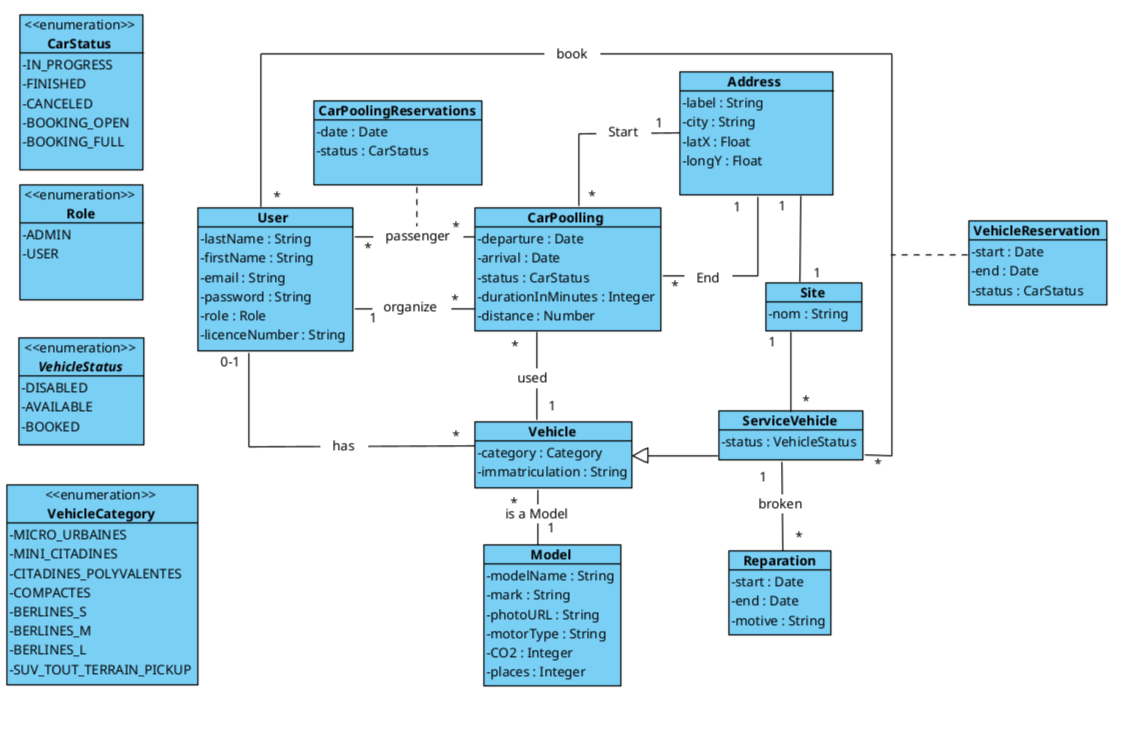 <<enumeration>>
CarStatus
-IN_PROGRESS
-FINISHED
-CANCELED
-BOOKING_OPEN
-BOOKING_FULL
<<enumeration>>
Role
-ADMIN
-USER
<<enumeration>>
VehicleStatus
-DISABLED
-AVAILABLE
-BOOKED
<<enumeration>>
VehicleCategory
-MICRO_URBAINES
-MINI_CITADINES
-CITADINES_POLYVALENTES
-COMPACTES
-BERLINES_S
-BERLINES_M
-BERLINES_L
-SUV_TOUT_TERRAIN_PICKUP
book
*
*
CarPoolingReservations
-date : Date
-status : CarStatus
User
-lastName : String
-firstName : String
-email : String
-password : String
-role : Role
-licenceNumber : String
passenger
*
*
organize
1
*
CarPoolling
-departure : Date
-arrival : Date
-status : CarStatus
-durationInMinutes : Integer
-distance : Number
Start
1
*
Address
-label : String
-city : String
-latX : Float
-longY : Float
End
1
*
1
1
Site
-nom : String
1
*
VehicleReservation
-start : Date
-end : Date
-status : CarStatus
0-1
has
*
*
used
1
Vehicle
-category : Category
-immatriculation : String
ServiceVehicle
-status : VehicleStatus
1
broken
*
*
is a Model
1
Model
-modelName : String
-mark : String
-photoURL : String
-motorType : String
-CO2 : Integer
-places : Integer
Reparation
-start : Date
-end : Date
-motive : String